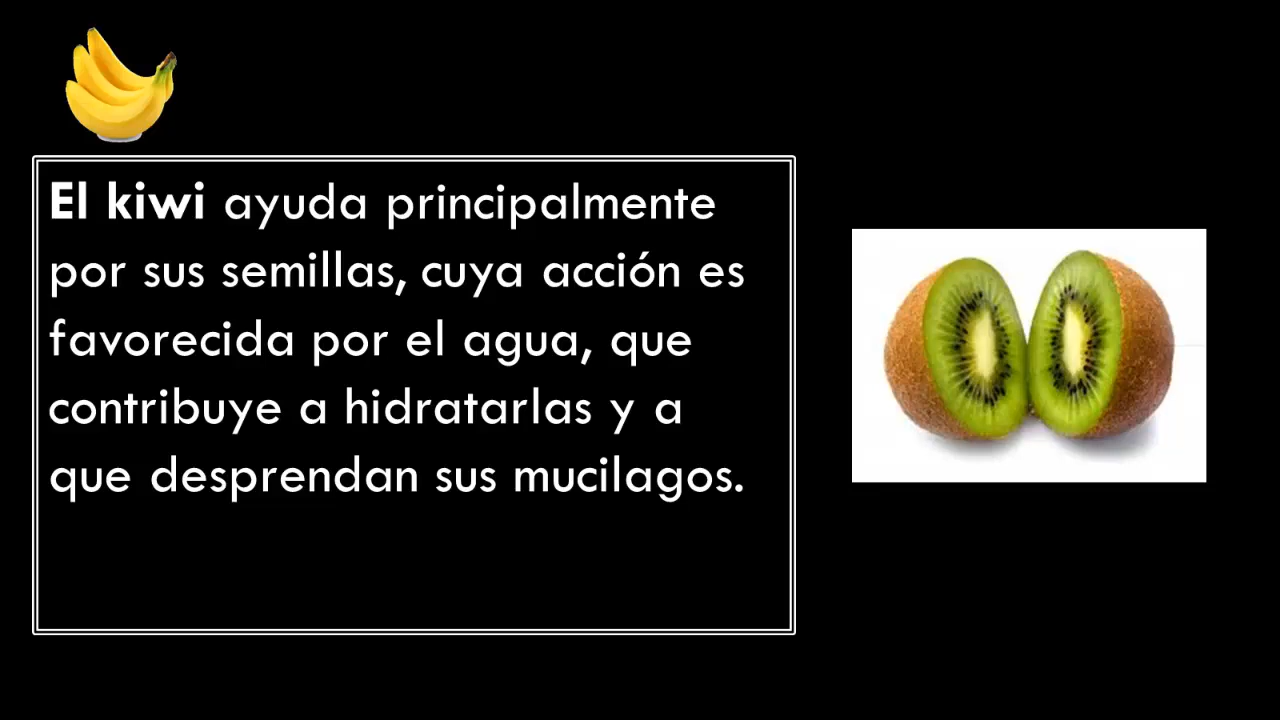 El kiwi ayuda principalmente
por sus semillas, cuya acción es
favorecida por el agua, que
contribuye a hidratarlas y a
que desprendan sus mucilagos.